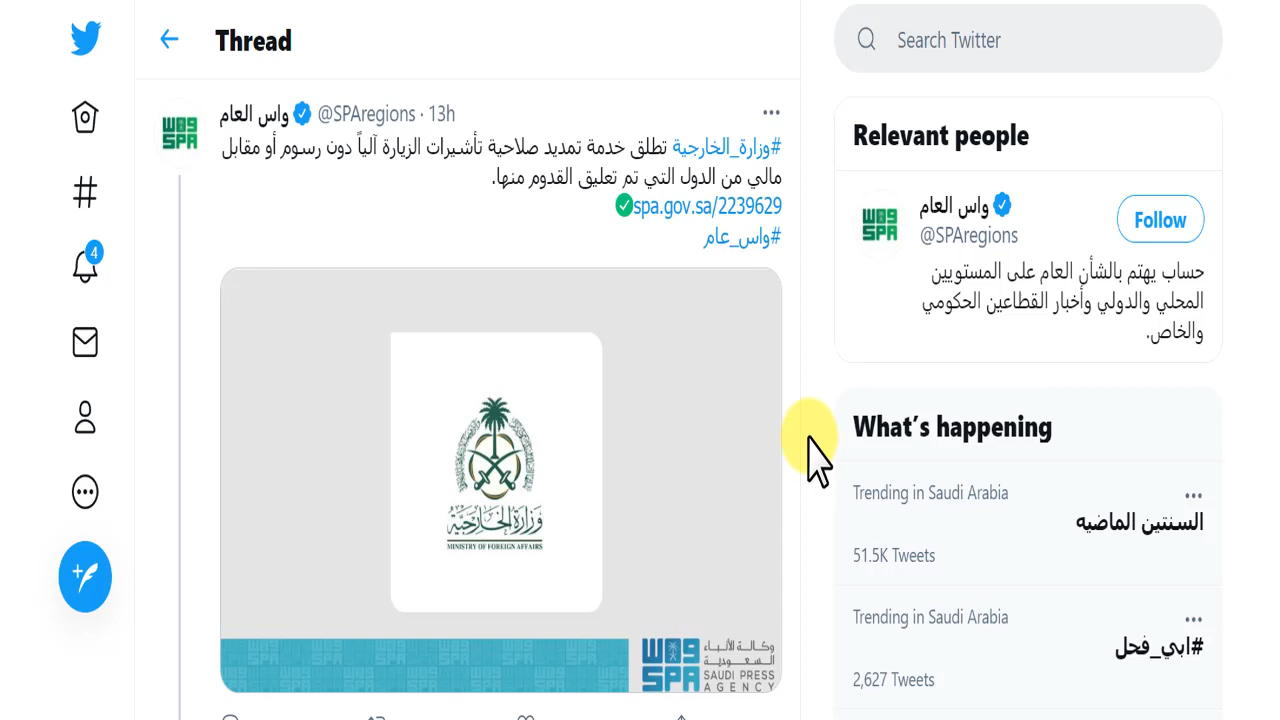 Thread
واس العام @SPAregions · 13h
#وزارة_الخارجية تطلق خدمة تمديد صلاحية تأشيرات الزيارة آلياً دون رسوم أو مقابل
مالي من الدول التي تم تعليق القدوم منها.
spa.gov.sa/2239629
#واس_عام
وزارة الخارجية
MINISTRY OF FOREIGN AFFAIRS
واس
SPA
وكالة الأنباء
السعودية
SAUDI PRESS
AGENCY
4
Search Twitter
Relevant people
واس العام
@SPAregions
Follow
حساب يهتم بالشأن العام على المستويين
المحلي والدولي وأخبار القطاعين الحكومي
والخاص.
What's happening
Trending in Saudi Arabia
السنتين الماضيه
51.5K Tweets
Trending in Saudi Arabia
#ابي_فحل
2,627 Tweets